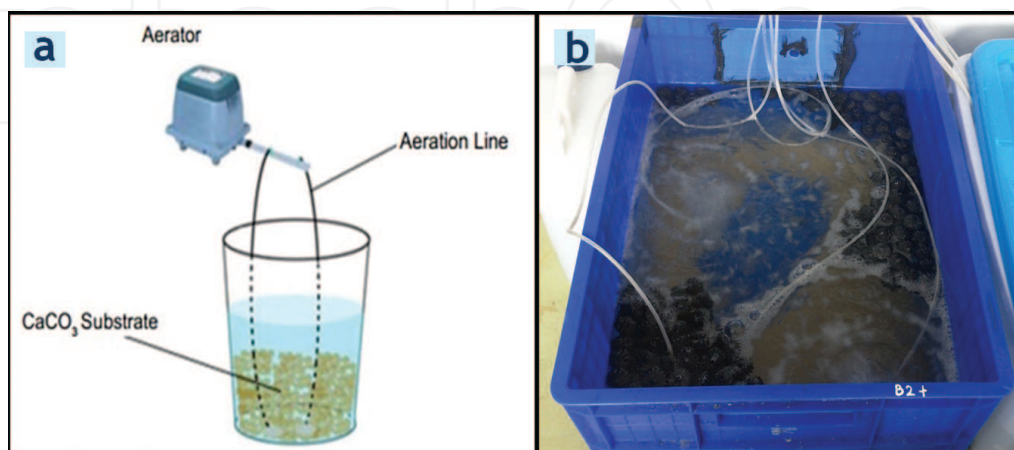 a
Aerator
Aeration Line
CaCO₃ Substrate
b
B2+